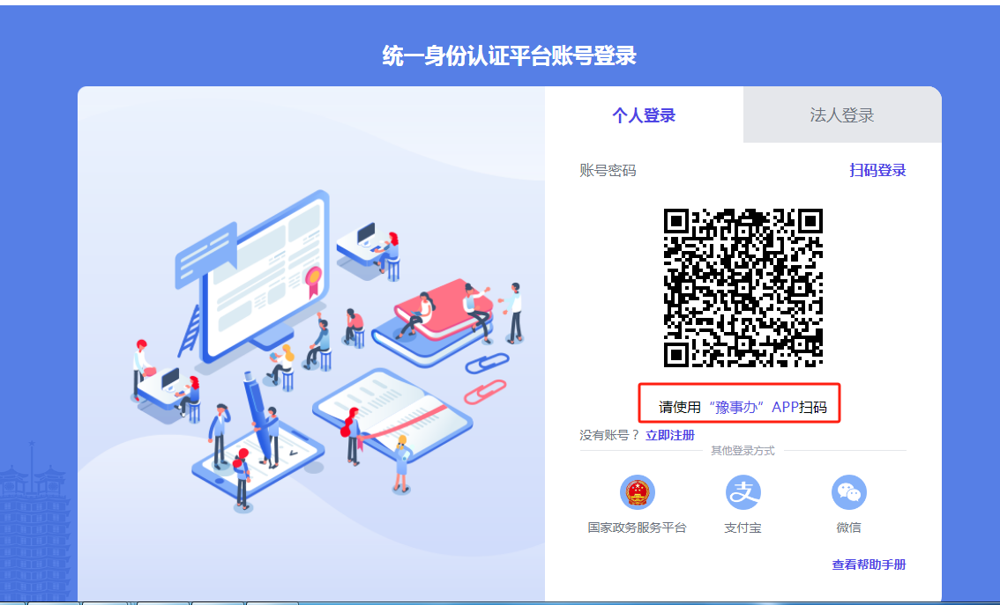 统一身份认证平台账号登录
个人登录
法人登录
账号密码
扫码登录
请使用“豫事办”APP扫码
没有账号？立即注册
其他登录方式
国家政务服务平台
支付宝
微信
查看帮助手册